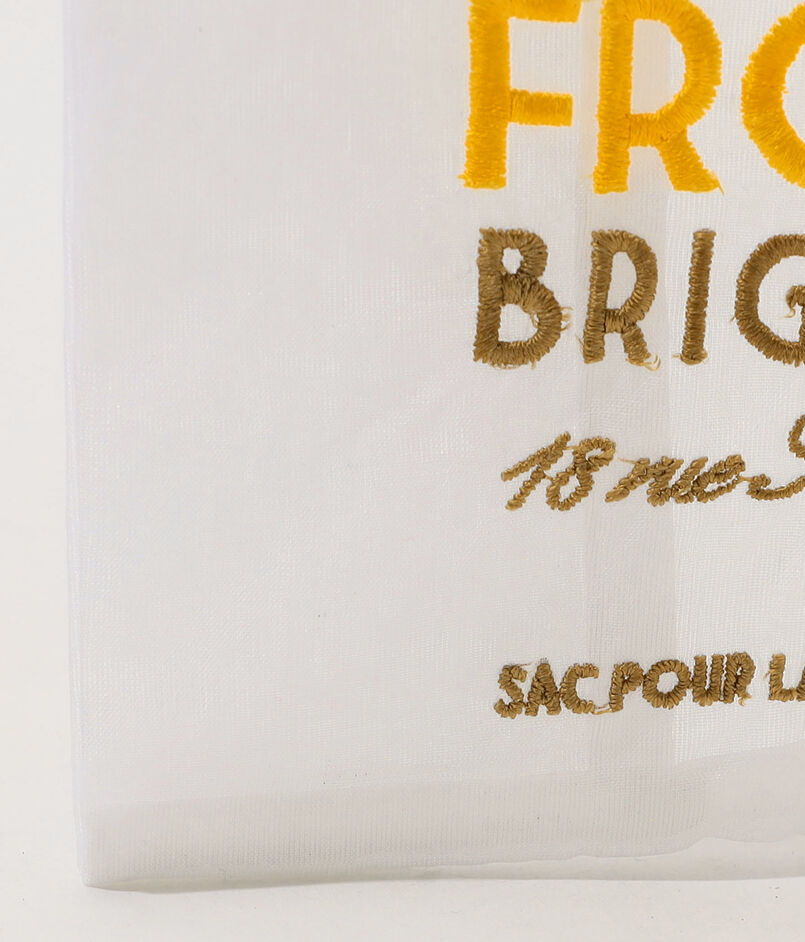 FRO
BRIG
18 rue S
SAC POUR LA